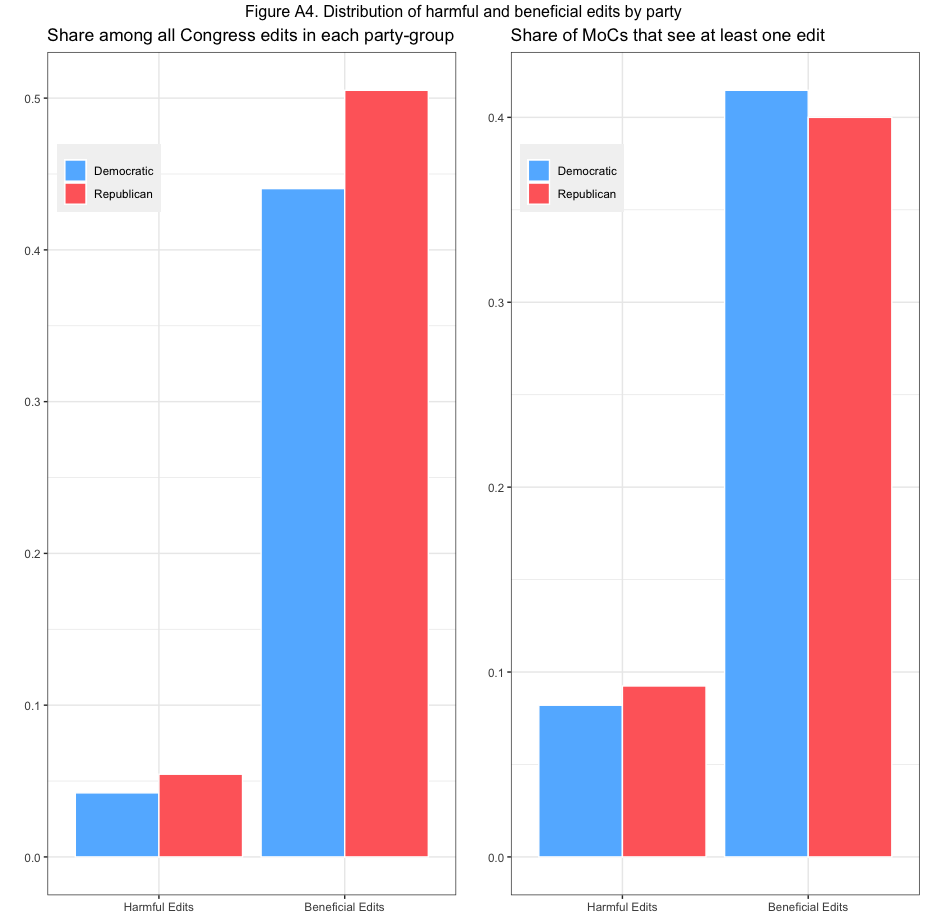 Figure A4. Distribution of harmful and beneficial edits by party
Share among all Congress edits in each party-group
0.5
0.4
0.3
0.2
0.1
0.0
Democratic
Republican
Harmful Edits
Beneficial Edits
Share of MoCs that see at least one edit
0.4
0.3
0.2
0.1
0.0
Democratic
Republican
Harmful Edits
Beneficial Edits